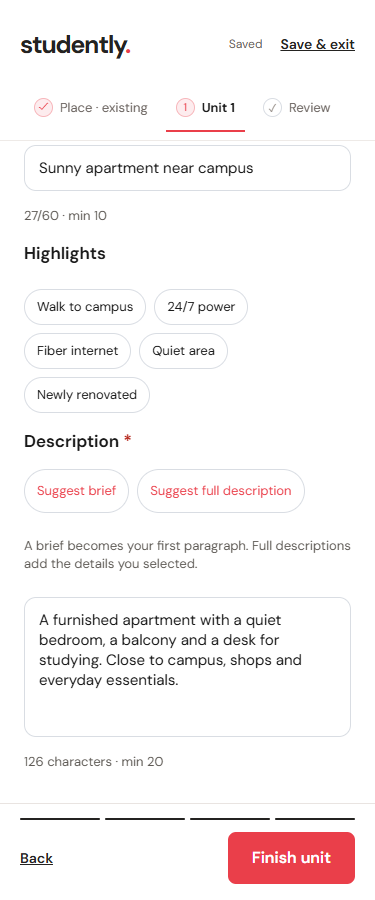 studently.
Saved
Save & exit
Place · existing
1
Unit 1
Review
Sunny apartment near campus
27/60 · min 10
Highlights
Walk to campus
24/7 power
Fiber internet
Quiet area
Newly renovated
Description *
Suggest brief
Suggest full description
A brief becomes your first paragraph. Full descriptions
add the details you selected.
A furnished apartment with a quiet
bedroom, a balcony and a desk for
studying. Close to campus, shops and
everyday essentials.
126 characters · min 20
Back
Finish unit